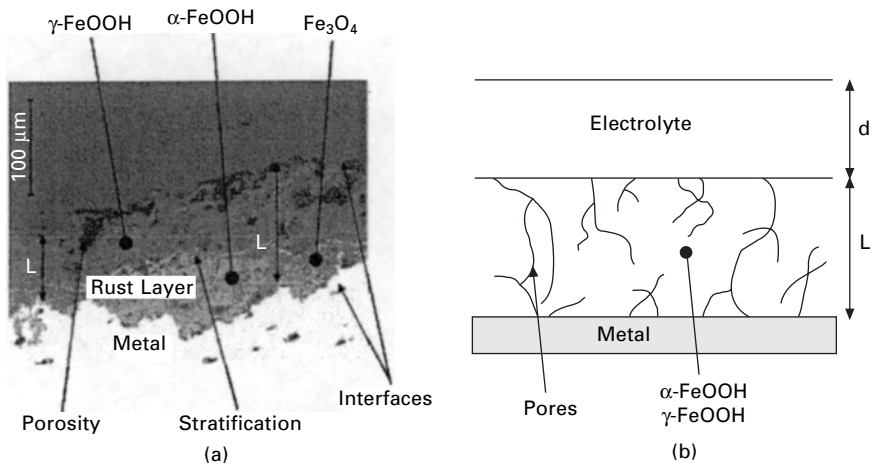 γ-FeOOH
α-FeOOH
Fe₃O₄
100 μm
L
L
Rust Layer
Metal
Interfaces
Porosity
Stratification
(a)
Electrolyte
d
L
Metal
Pores
α-FeOOH
γ-FeOOH
(b)